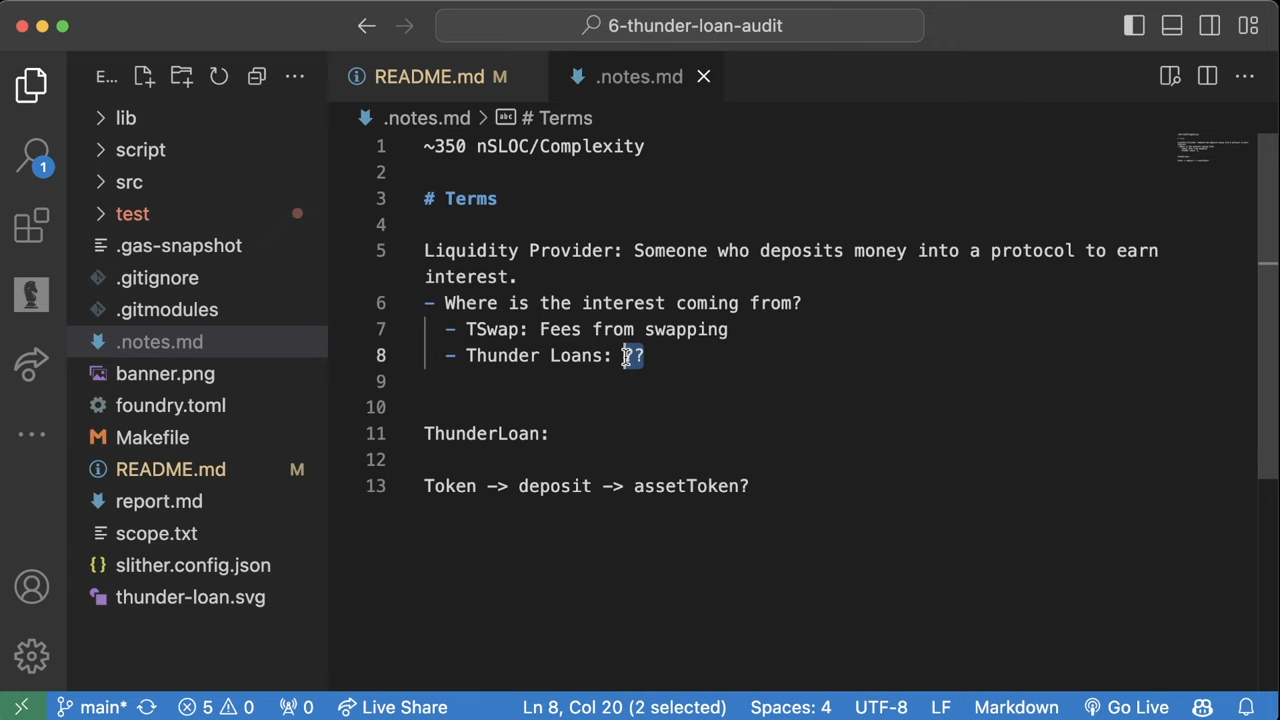 6-thunder-loan-audit
E...
README.md M
.notes.md
.notes.md > # Terms
lib
script
src
test
.gas-snapshot
.gitignore
.gitmodules
.notes.md
banner.png
foundry.toml
Makefile
README.md M
report.md
scope.txt
slither.config.json
thunder-loan.svg
1
1 ~350 nSLOC/Complexity
2
3 # Terms
4
5 Liquidity Provider: Someone who deposits money into a protocol to earn
interest.
6 - Where is the interest coming from?
7 - TSwap: Fees from swapping
8 - Thunder Loans: ??
9
10
11 ThunderLoan:
12
13 Token -> deposit -> assetToken?
main* 5 0 0 Live Share Ln 8, Col 20 (2 selected) Spaces: 4 UTF-8 LF Markdown Go Live